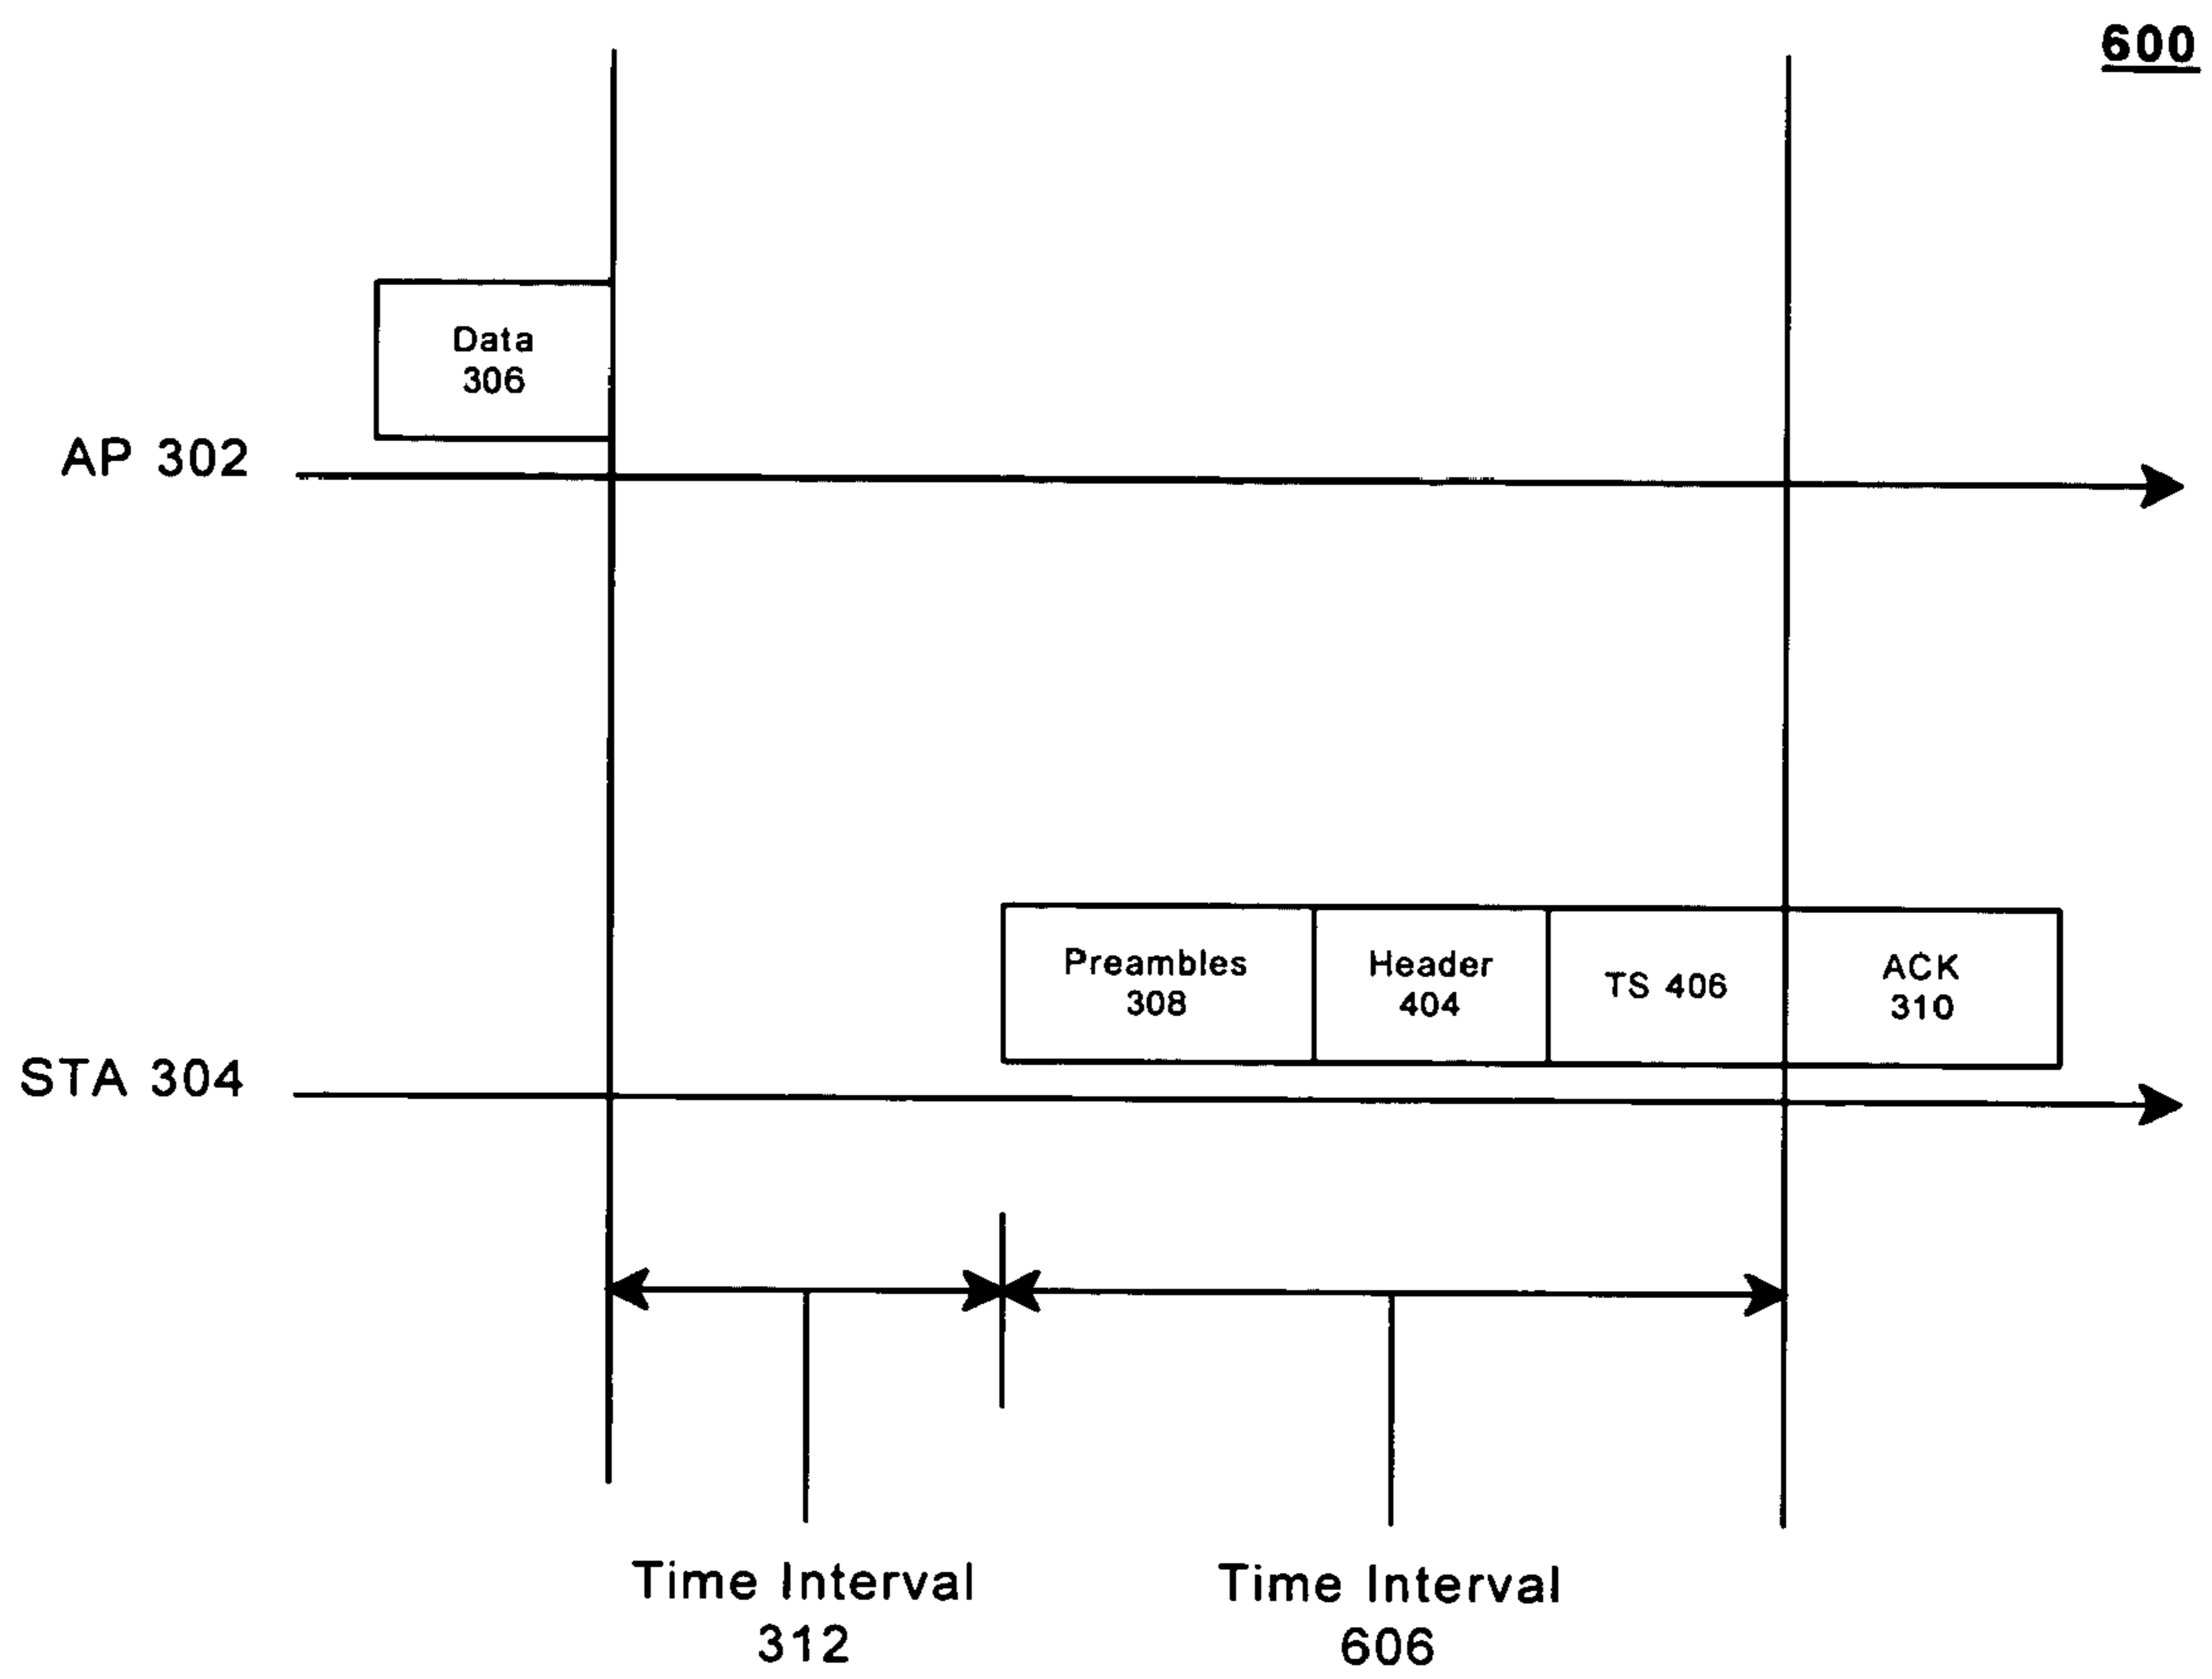 600
Data
306
AP 302
Preambles
308
Header
404
TS 406
ACK
310
STA 304
Time Interval
312
Time Interval
606